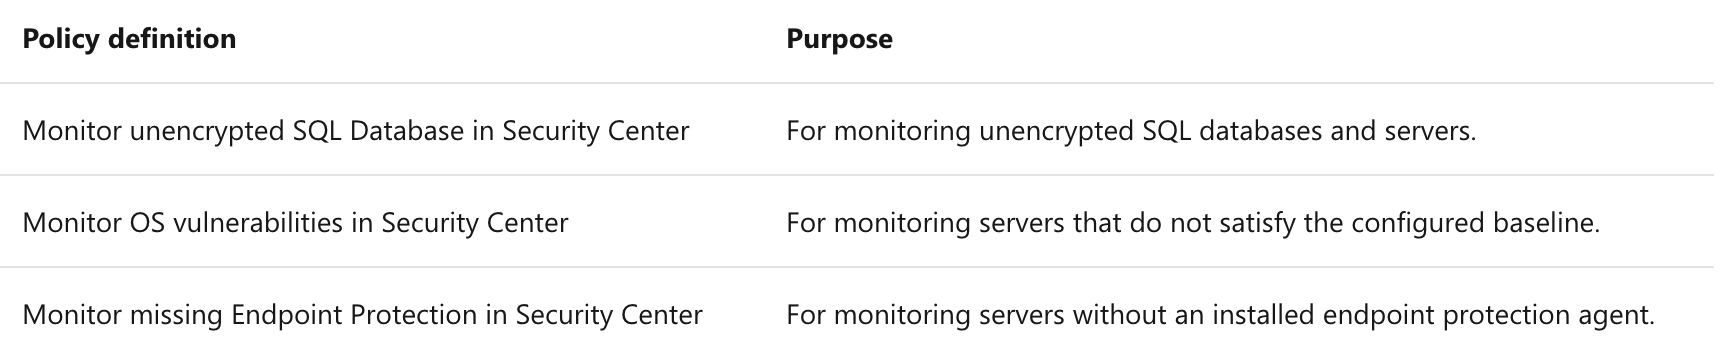 Policy definition Purpose
Monitor unencrypted SQL Database in Security Center For monitoring unencrypted SQL databases and servers.
Monitor OS vulnerabilities in Security Center For monitoring servers that do not satisfy the configured baseline.
Monitor missing Endpoint Protection in Security Center For monitoring servers without an installed endpoint protection agent.